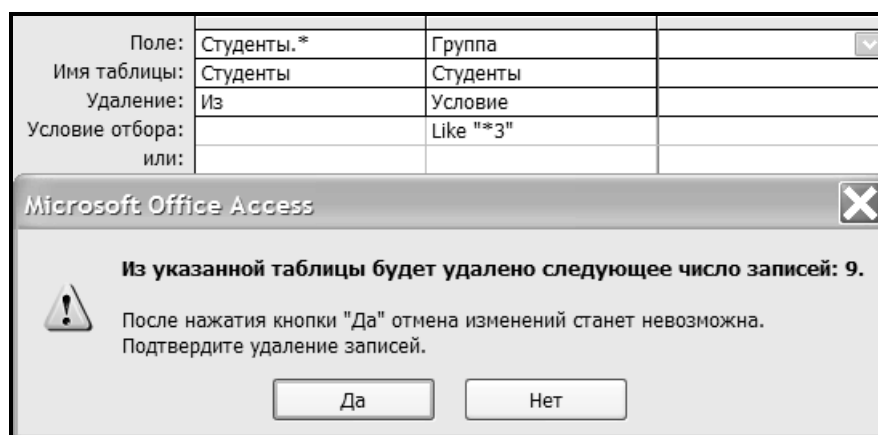 Поле: Студенты.* Группа
Имя таблицы: Студенты Студенты
Удаление: Из Условие
Условие отбора: Like "*3"
или:
Microsoft Office Access
Из указанной таблицы будет удалено следующее число записей: 9.
После нажатия кнопки "Да" отмена изменений станет невозможна.
Подтвердите удаление записей.
Да Нет